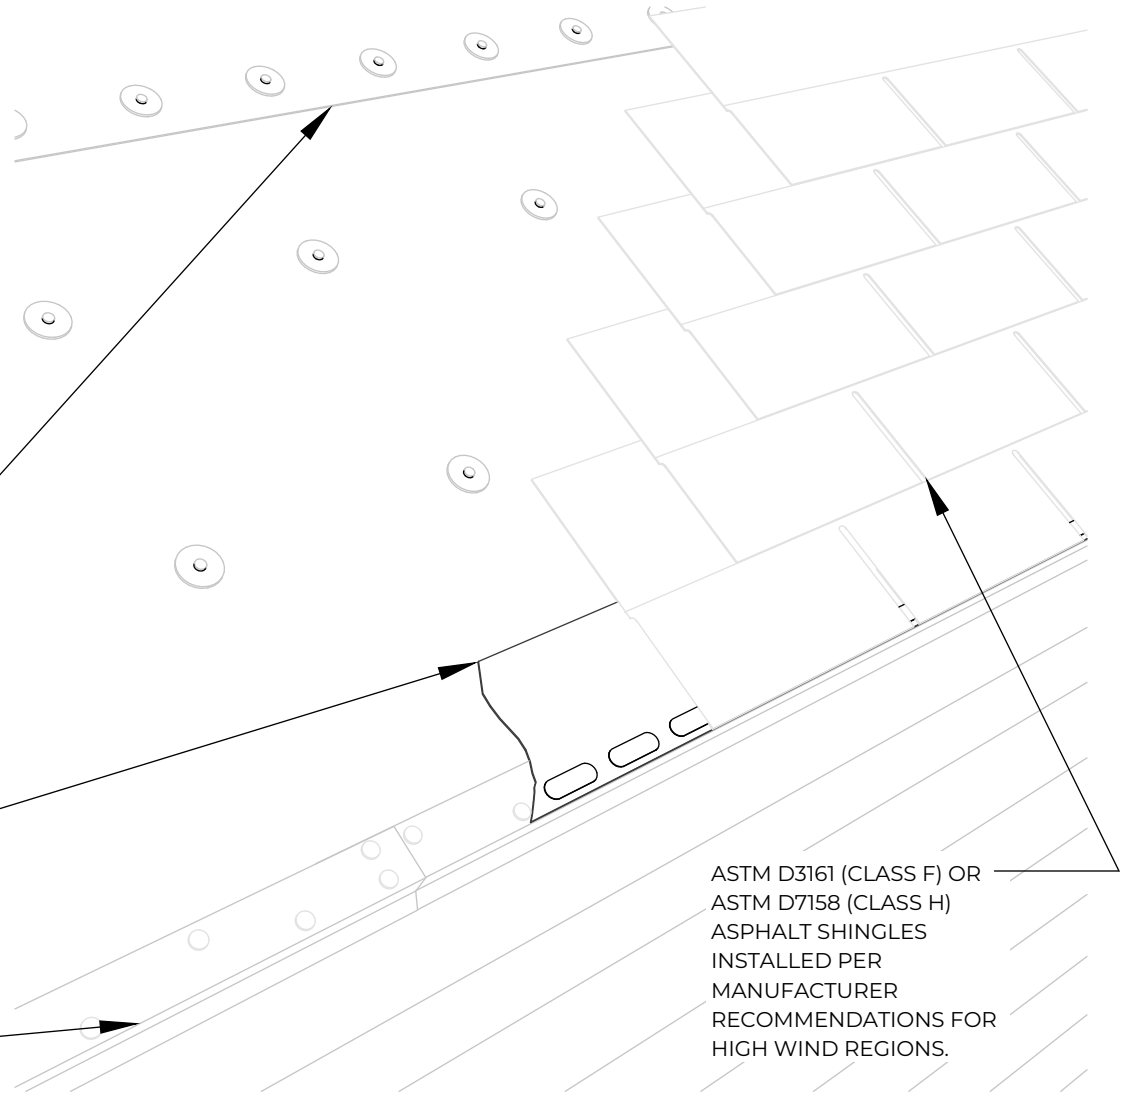 ASTM D3161 (CLASS F) OR
ASTM D7158 (CLASS H)
ASPHALT SHINGLES
INSTALLED PER
MANUFACTURER
RECOMMENDATIONS FOR
HIGH WIND REGIONS.